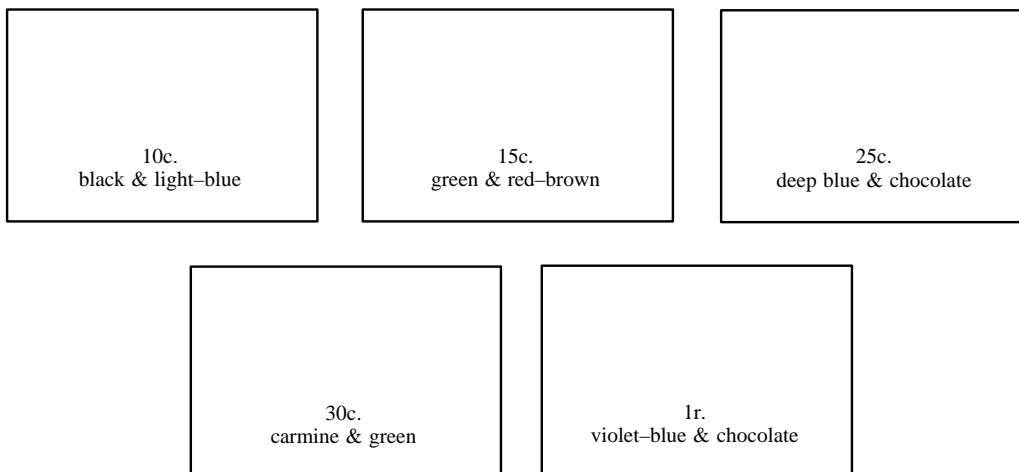 10c.
black & light–blue
15c.
green & red–brown
25c.
deep blue & chocolate
30c.
carmine & green
1r.
violet–blue & chocolate